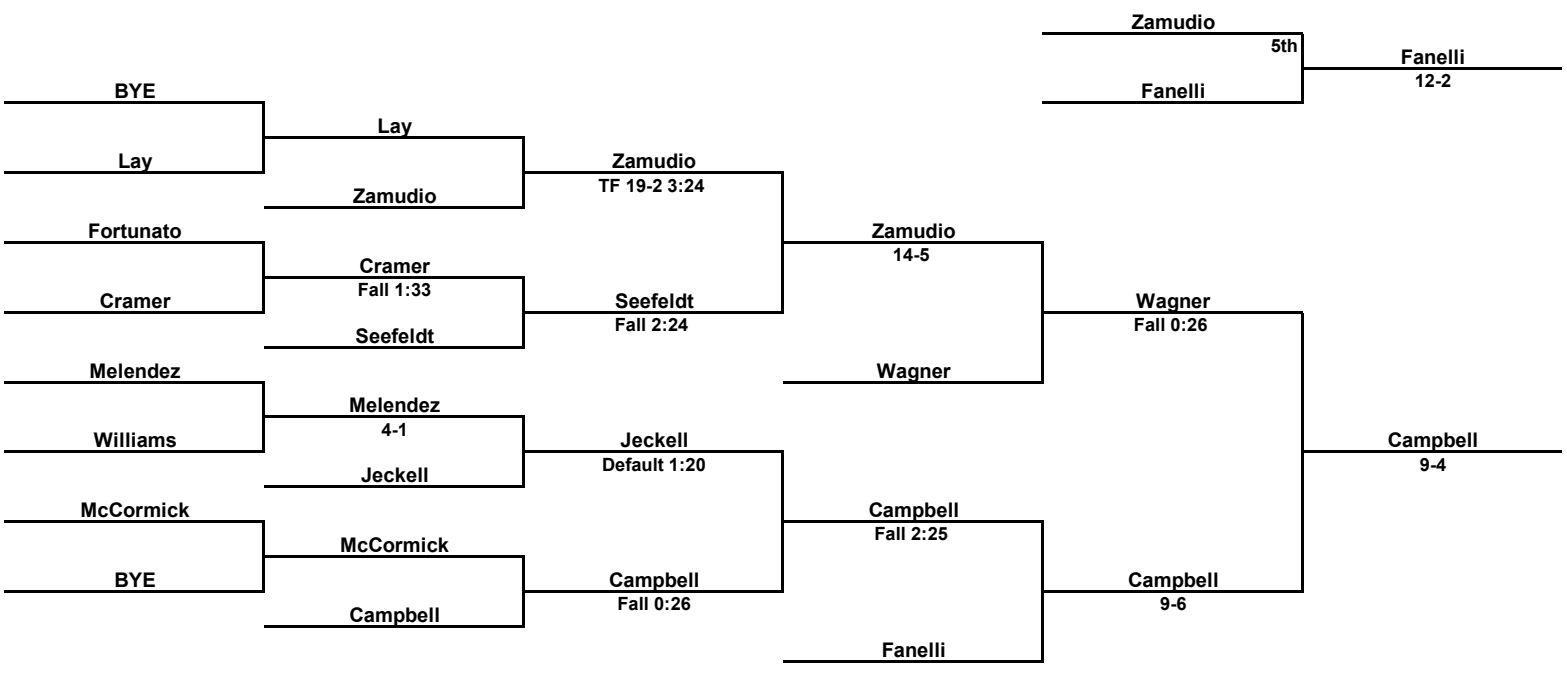 Zamudio
5th
Fanelli
12-2
Fanelli
BYE
Lay
Lay
Zamudio
TF 19-2 3:24
Zamudio
Fortunato
Zamudio
14-5
Cramer
Fall 1:33
Cramer
Seefeldt
Fall 2:24
Wagner
Fall 0:26
Seefeldt
Melendez
Wagner
Melendez
4-1
Williams
Jeckell
Default 1:20
Campbell
9-4
Jeckell
McCormick
Campbell
Fall 2:25
McCormick
BYE
Campbell
Fall 0:26
Campbell
9-6
Campbell
Fanelli